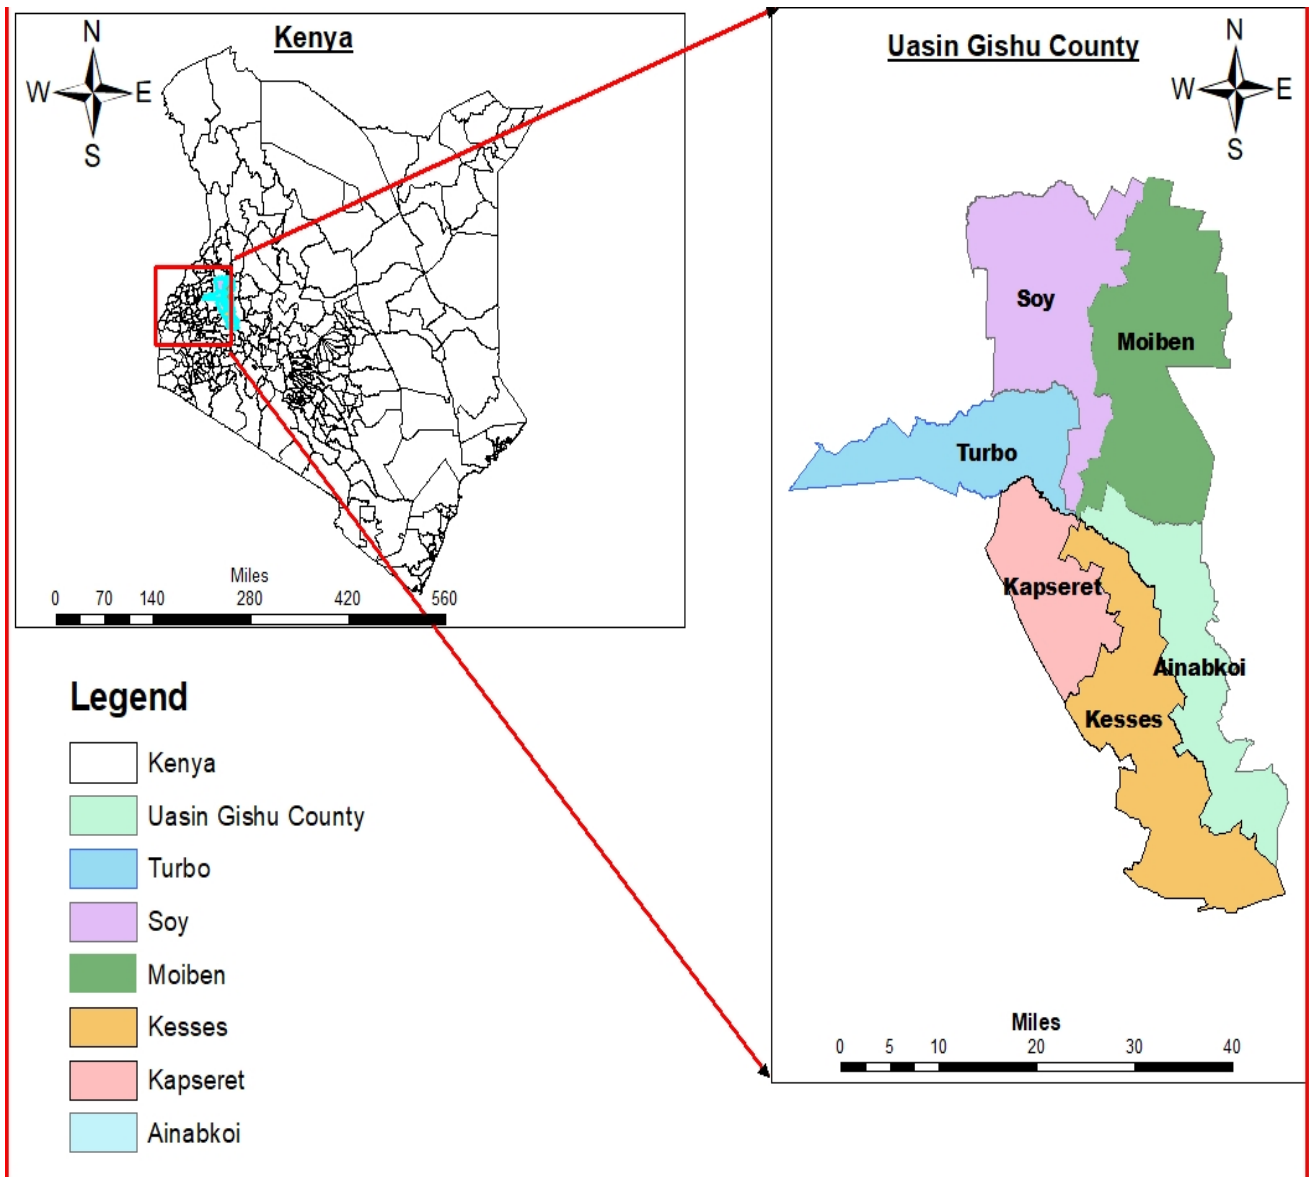 Kenya
N
W E
S
Miles
0 70 140 280 420 560
Legend
Kenya
Uasin Gishu County
Turbo
Soy
Moiben
Kesses
Kapseret
Ainabkoi
Uasin Gishu County
N
W E
S
Soy
Moiben
Turbo
Kapseret
Ainabkoi
Kesses
Miles
0 5 10 20 30 40